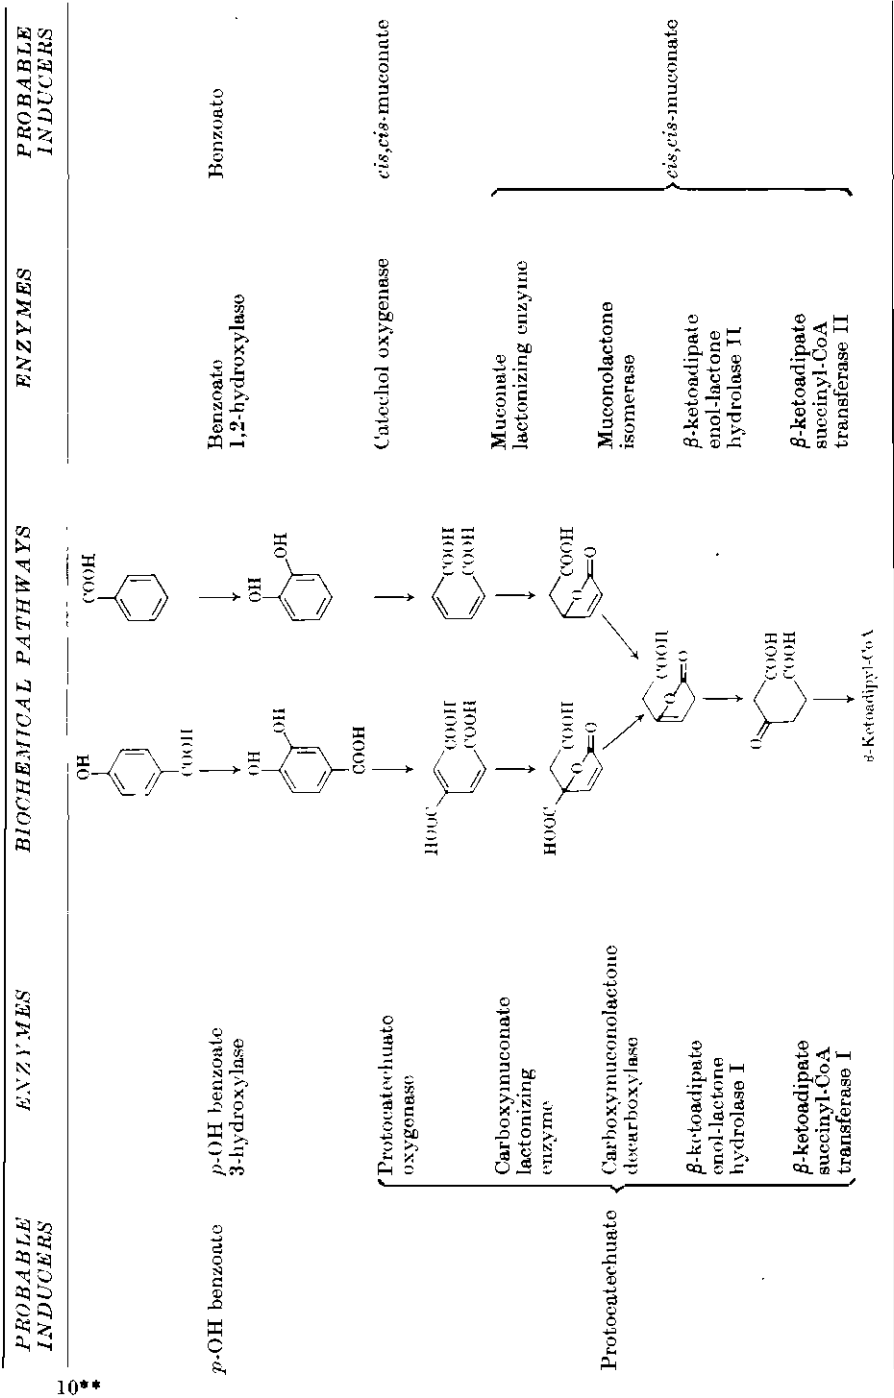 PROBABLE
INDUCERS
ENZYMES
BIOCHEMICAL PATHWAYS
ENZYMES
PROBABLE
INDUCERS
p-OH benzoate
p-OH benzoate
3-hydroxylase
OH
COOH
COOH
Benzoate
1,2-hydroxylase
Benzoate
OH
OH
COOH
OH
OH
Protocatechuate
oxygenase
Catechol oxygenase
cis,cis-muconate
HOOC
COOH
COOH
COOH
COOH
Carboxymuconate
lactonizing
enzyme
Muconate
lactonizing enzyme
HOOC
COOH
O
O
COOH
O
O
Protocatechuate
Carboxymuconolactone
decarboxylase
Muconolactone
isomerase
cis,cis-muconate
COOH
O
O
β-ketoadipate
enol-lactone
hydrolase I
β-ketoadipate
enol-lactone
hydrolase II
O
COOH
COOH
β-ketoadipate
succinyl-CoA
transferase I
β-ketoadipate
succinyl-CoA
transferase II
β-Ketoadipyl-CoA
10**